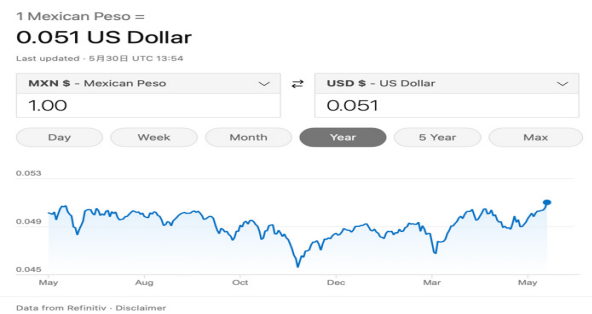 1 Mexican Peso =
0.051 US Dollar
Last updated · 5月30日 UTC 13:54
MXN $ – Mexican Peso
USD $ – US Dollar
1.00
0.051
Day Week Month Year 5 Year Max
0.053
0.049
0.045
May Aug Oct Dec Mar May
Data from Refinitiv · Disclaimer